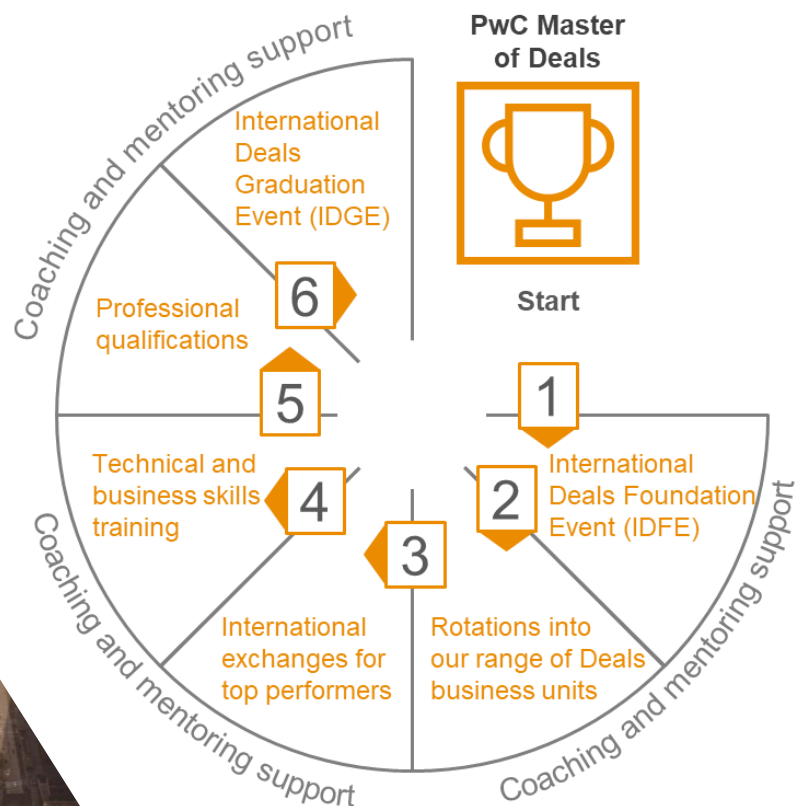 PwC Master
of Deals
Start
1
International
Deals Foundation
Event (IDFE)
2
Rotations into
our range of Deals
business units
3
International
exchanges for
top performers
4
Technical and
business skills
training
5
Professional
qualifications
6
International
Deals
Graduation
Event (IDGE)
Coaching and mentoring support
Coaching and mentoring support
Coaching and mentoring support